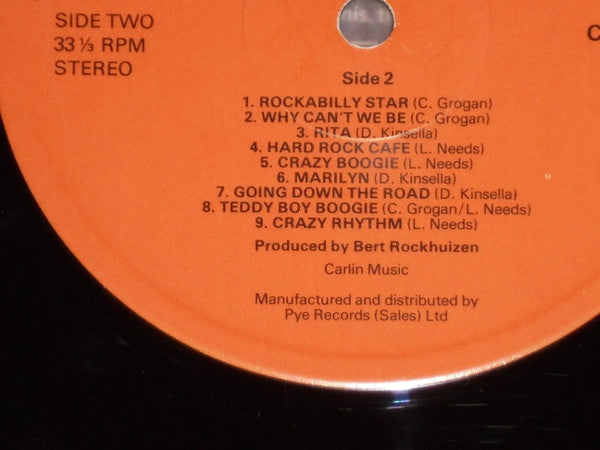 SIDE TWO
33⅓ RPM
STEREO
Side 2
1. ROCKABILLY STAR (C. Grogan)
2. WHY CAN'T WE BE (C. Grogan)
3. RITA (D. Kinsella)
4. HARD ROCK CAFE (L. Needs)
5. CRAZY BOOGIE (L. Needs)
6. MARILYN (D. Kinsella)
7. GOING DOWN THE ROAD (D. Kinsella)
8. TEDDY BOY BOOGIE (C. Grogan/L. Needs)
9. CRAZY RHYTHM (L. Needs)
Produced by Bert Rockhuizen
Carlin Music
Manufactured and distributed by
Pye Records (Sales) Ltd